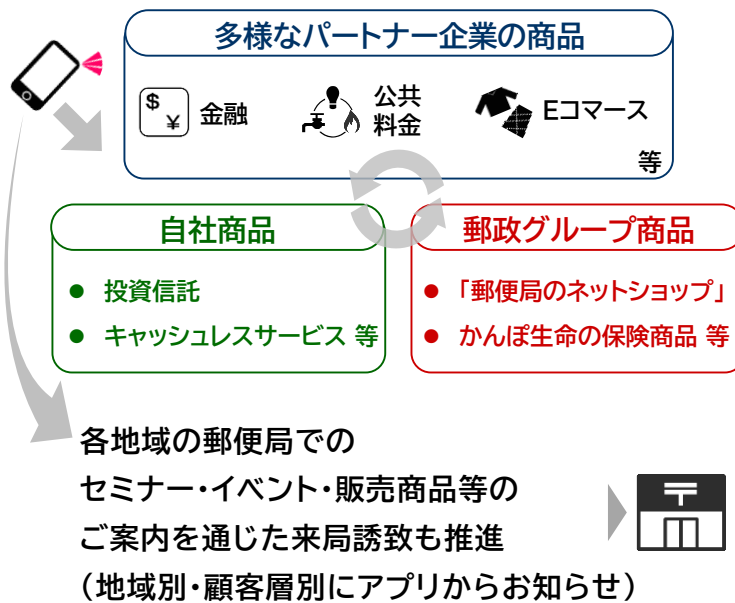 多様なパートナー企業の商品
$
¥
金融
公共
料金
Eコマース
等
自社商品
● 投資信託
● キャッシュレスサービス 等
郵政グループ商品
● 「郵便局のネットショップ」
● かんぽ生命の保険商品 等
各地域の郵便局での
セミナー・イベント・販売商品等の
ご案内を通じた来局誘致も推進
（地域別・顧客層別にアプリからお知らせ）
〒